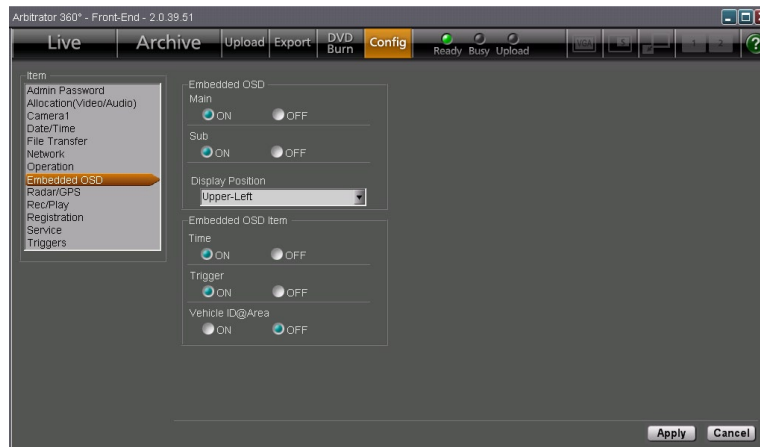 Arbitrator 360° - Front-End - 2.0.39.51
Live
Archive
Upload
Export
DVD
Burn
Config
Ready Busy Upload
VGA
1
2
?
Item
Admin Password
Allocation(Video/Audio)
Camera1
Date/Time
File Transfer
Network
Operation
Embedded OSD
Radar/GPS
Rec/Play
Registration
Service
Triggers
Embedded OSD
Main
ON OFF
Sub
ON OFF
Display Position
Upper-Left
Embedded OSD Item
Time
ON OFF
Trigger
ON OFF
Vehicle ID@Area
ON OFF
Apply Cancel